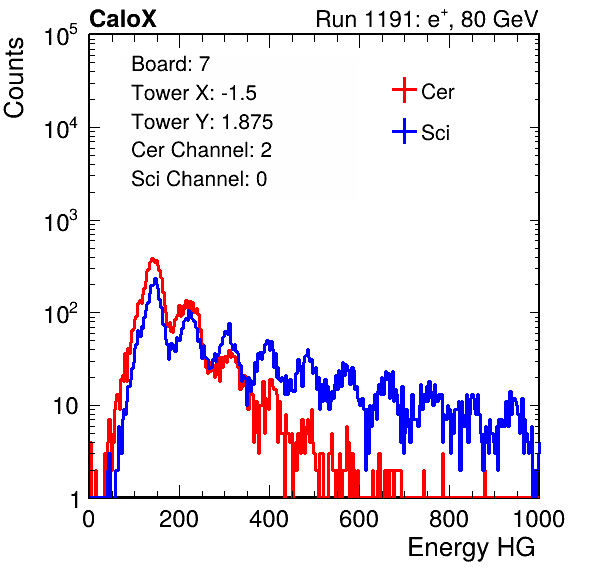 CaloX Run 1191: e⁺, 80 GeV
Counts
10⁵
10⁴
10³
10²
10
1
Board: 7
Tower X: -1.5
Tower Y: 1.875
Cer Channel: 2
Sci Channel: 0
Cer
Sci
0 200 400 600 800 1000
Energy HG